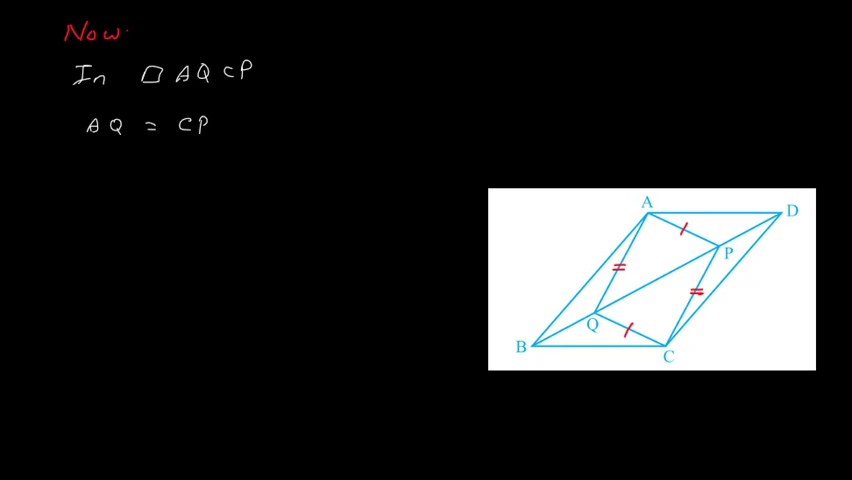 Now.
In □ AQCP
AQ = CP
A
D
P
Q
B
C